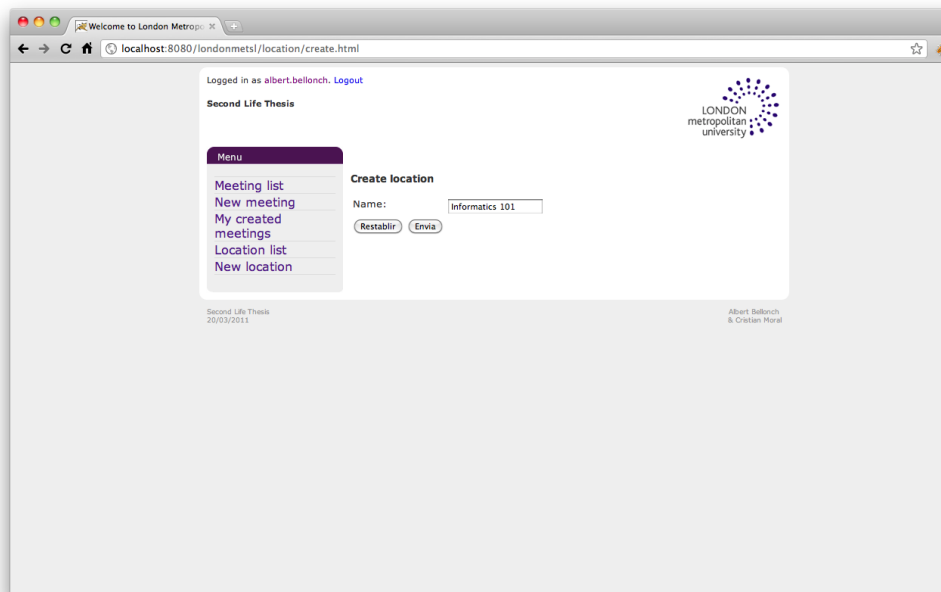 Welcome to London Metropo
localhost:8080/londonmetsl/location/create.html
Logged in as albert.bellonch. Logout
Second Life Thesis
LONDON
metropolitan
university
Menu
Meeting list
New meeting
My created
meetings
Location list
New location
Create location
Name: Informatics 101
Restablir Envia
Second Life Thesis
20/03/2011
Albert Bellonch
& Cristian Moral